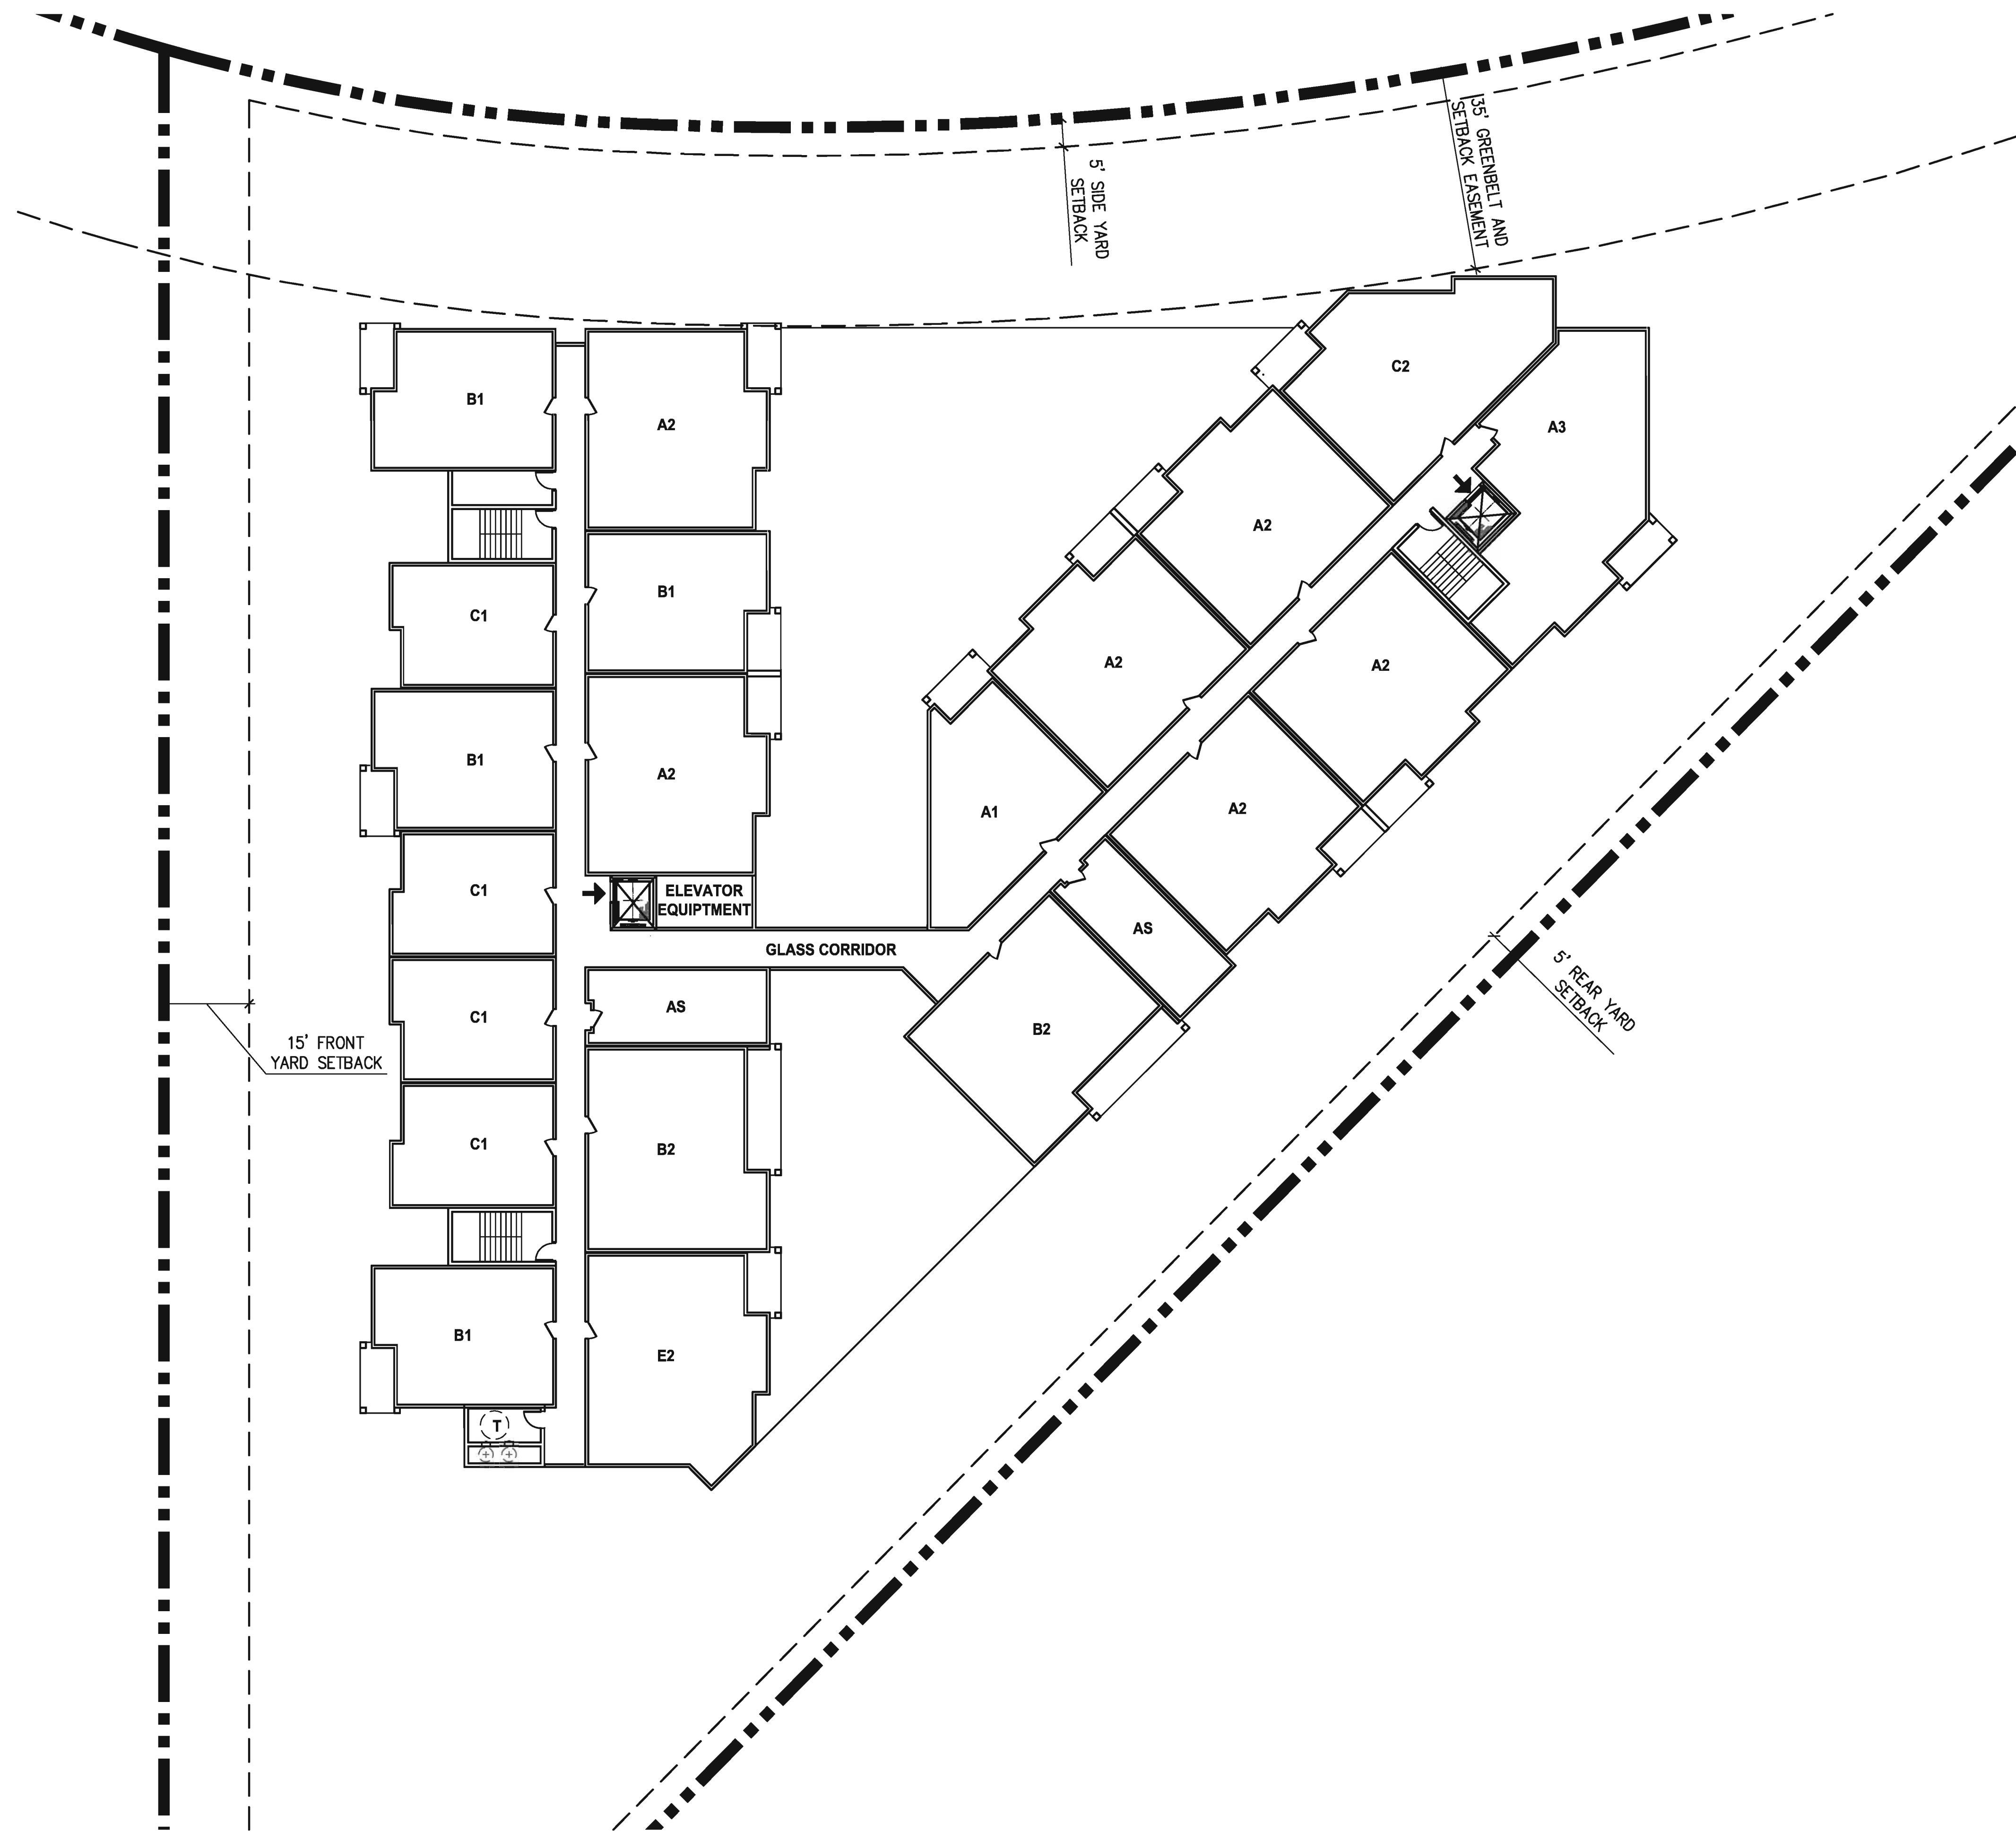 35' GREENBELT AND
SETBACK EASEMENT
5' SIDE YARD
SETBACK
C2
B1
A2
A3
A2
B1
C1
A2
A2
B1
A2
A2
A1
C1
ELEVATOR
EQUIPTMENT
AS
GLASS CORRIDOR
5' REAR YARD
SETBACK
AS
C1
B2
15' FRONT
YARD SETBACK
C1
B2
B1
E2
T